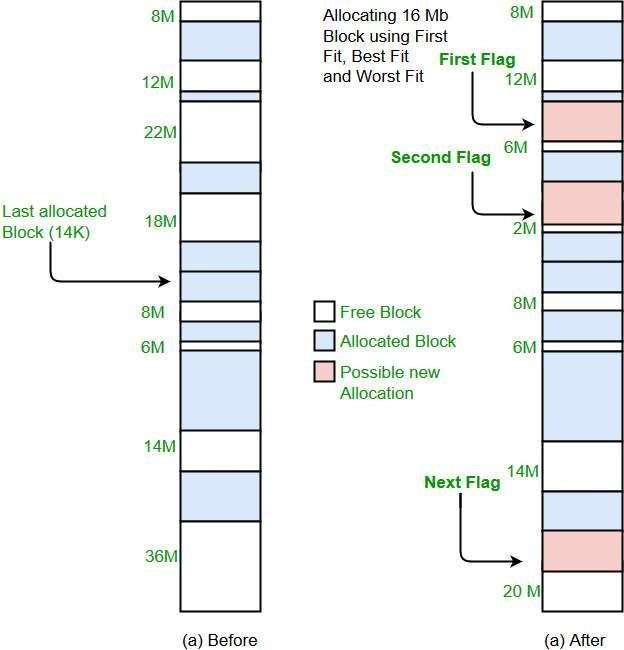 8M
12M
22M
Last allocated
Block (14K)
18M
8M
6M
14M
36M
(a) Before
Allocating 16 Mb
Block using First
Fit, Best Fit
and Worst Fit
Free Block
Allocated Block
Possible new
Allocation
8M
First Flag
12M
6M
Second Flag
2M
8M
6M
14M
Next Flag
20 M
(a) After